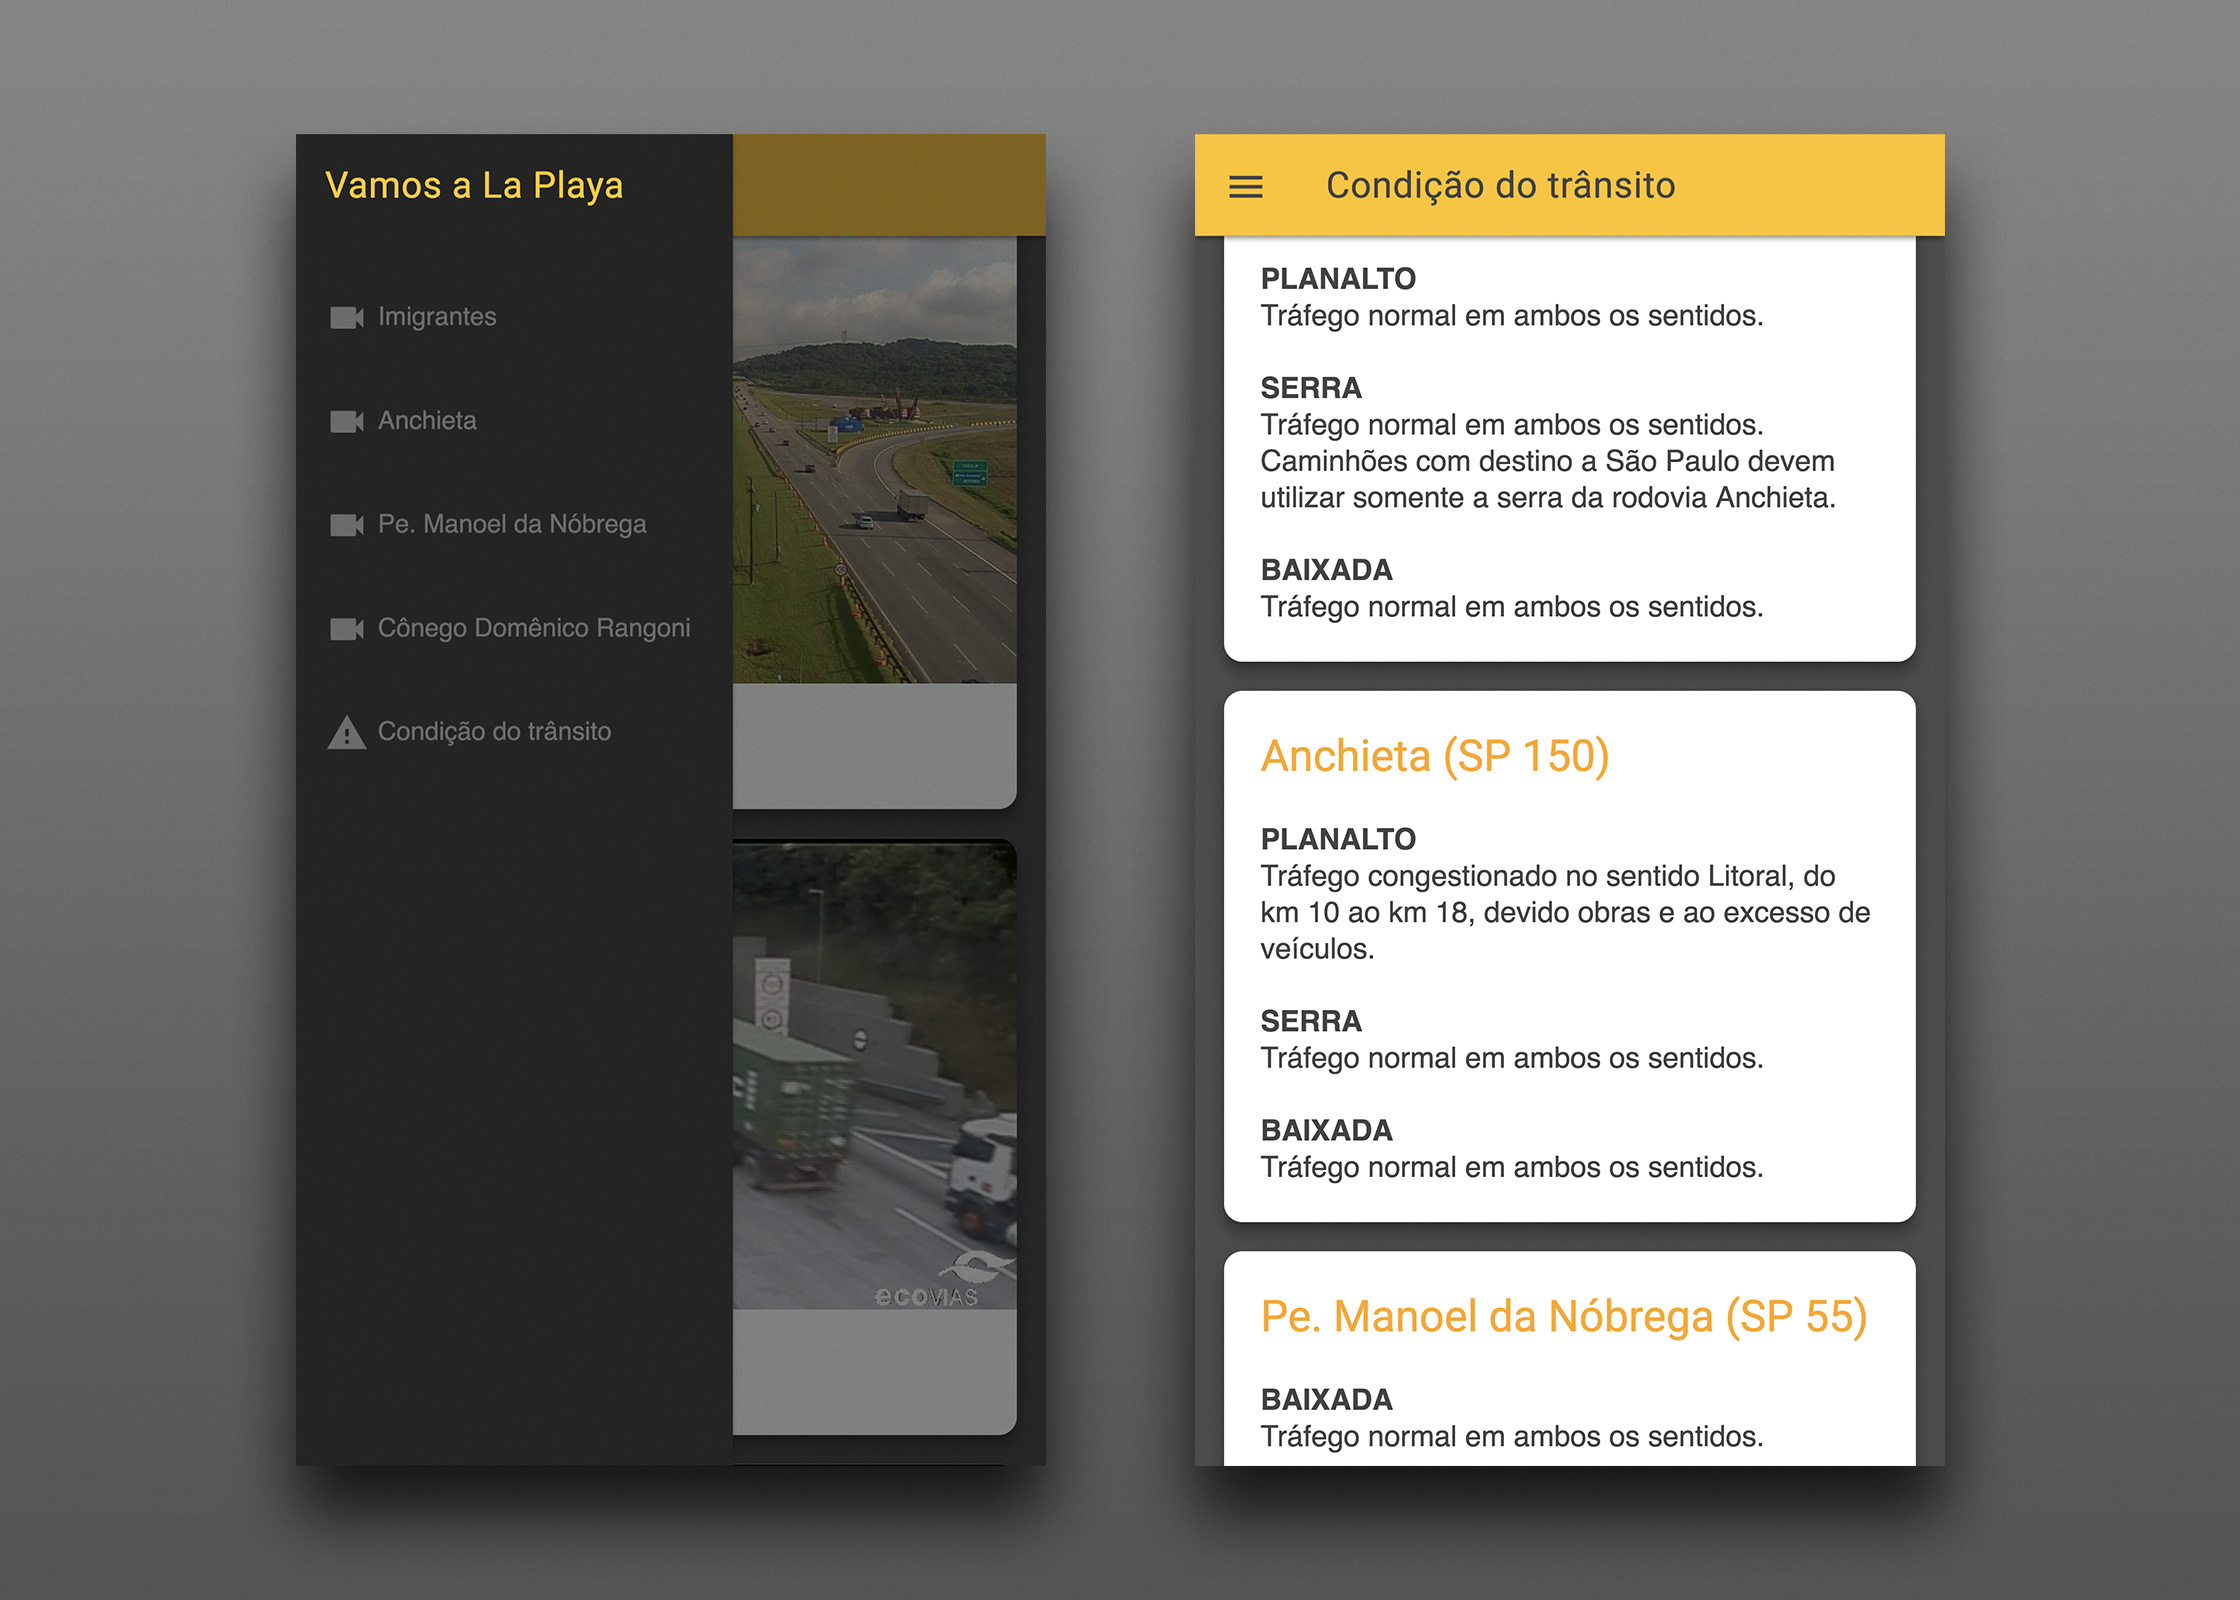 Vamos a La Playa
Imigrantes
Anchieta
Pe. Manoel da Nóbrega
Cônego Domênico Rangoni
Condição do trânsito
ecoVIAS
Condição do trânsito
PLANALTO
Tráfego normal em ambos os sentidos.
SERRA
Tráfego normal em ambos os sentidos.
Caminhões com destino a São Paulo devem
utilizar somente a serra da rodovia Anchieta.
BAIXADA
Tráfego normal em ambos os sentidos.
Anchieta (SP 150)
PLANALTO
Tráfego congestionado no sentido Litoral, do
km 10 ao km 18, devido obras e ao excesso de
veículos.
SERRA
Tráfego normal em ambos os sentidos.
BAIXADA
Tráfego normal em ambos os sentidos.
Pe. Manoel da Nóbrega (SP 55)
BAIXADA
Tráfego normal em ambos os sentidos.